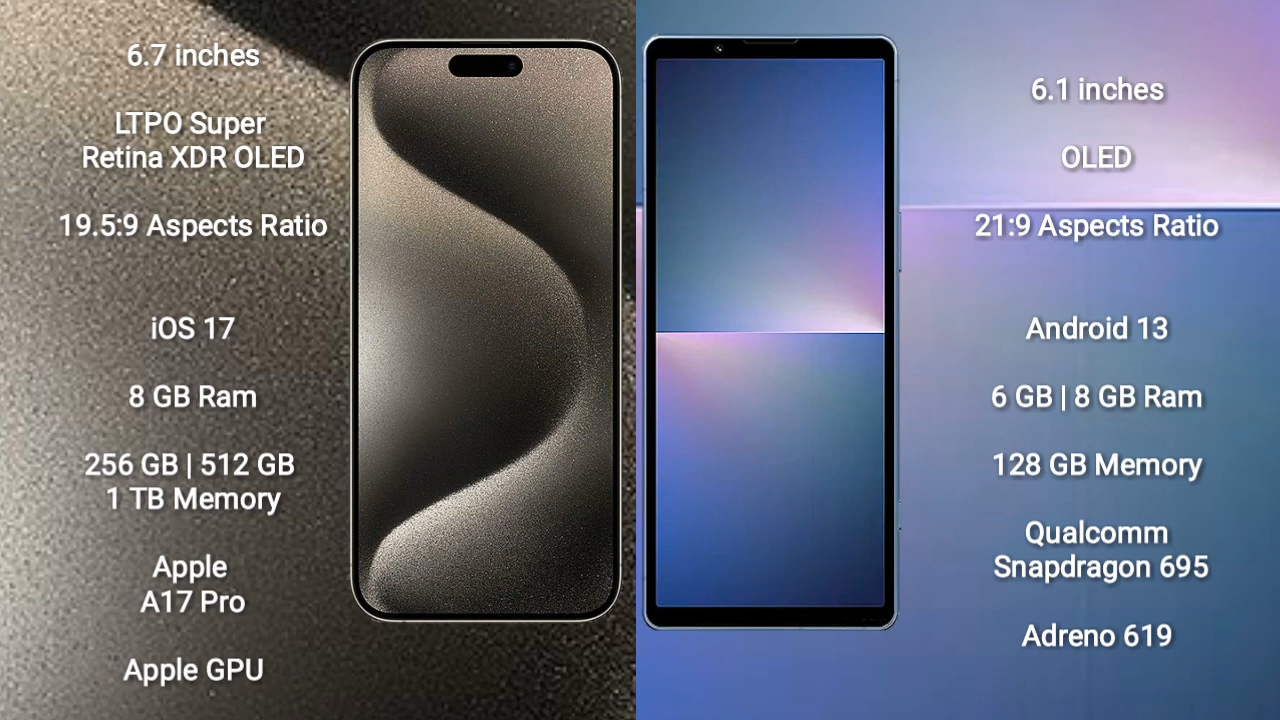 6.7 inches
LTPO Super
Retina XDR OLED
19.5:9 Aspects Ratio
iOS 17
8 GB Ram
256 GB | 512 GB
1 TB Memory
Apple
A17 Pro
Apple GPU
6.1 inches
OLED
21:9 Aspects Ratio
Android 13
6 GB | 8 GB Ram
128 GB Memory
Qualcomm
Snapdragon 695
Adreno 619